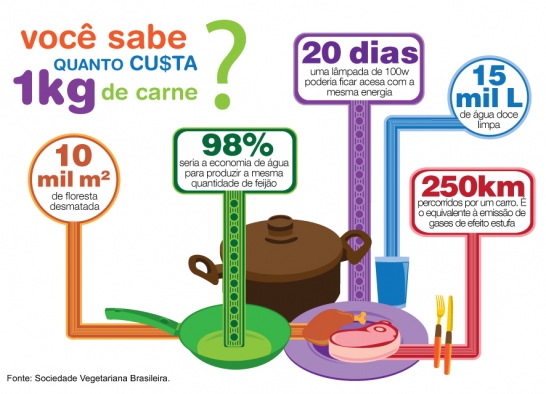 você sabe
QUANTO CU$TA
1kg de carne ?
20 dias
uma lâmpada de 100w
poderia ficar acesa com a
mesma energia
15
mil L
de água doce
limpa
98%
seria a economia de água
para produzir a mesma
quantidade de feijão
10
mil m²
de floresta
desmatada
250km
percorridos por um carro. É
o equivalente à emissão de
gases de efeito estufa
Fonte: Sociedade Vegetariana Brasileira.